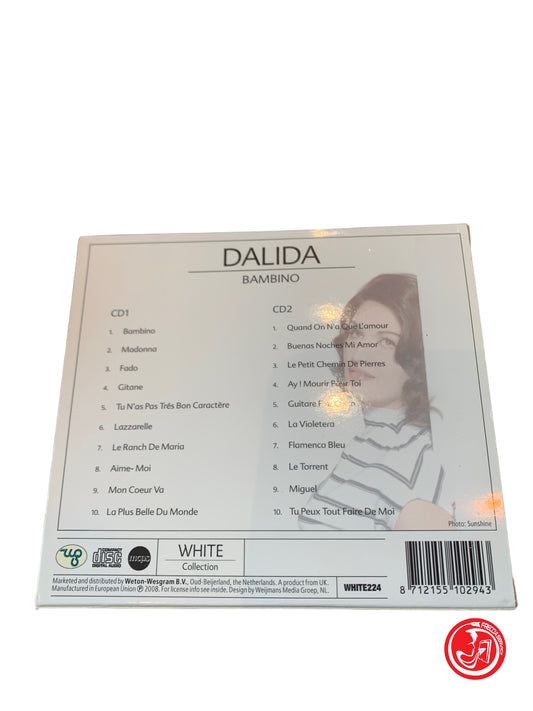 DALIDA
BAMBINO
CD1
1. Bambino
2. Madonna
3. Fado
4. Gitane
5. Tu N'as Pas Trés Bon Caractère
6. Lazzarelle
7. Le Ranch De Maria
8. Aime- Moi
9. Mon Coeur Va
10. La Plus Belle Du Monde
CD2
1. Quand On N'a Que L'amour
2. Buenas Noches Mi Amor
3. Le Petit Chemin De Pierres
4. Ay ! Mourir Pour Toi
5. Guitare
6. La Violetera
7. Flamenco Bleu
8. Le Torrent
9. Miguel
10. Tu Peux Tout Faire De Moi
Photo: Sunshine
COMPACT
disc
DIGITAL AUDIO
mcps
WHITE
Collection
Marketed and distributed by Weton-Wesgram B.V., Oud-Beijerland, the Netherlands. A product from UK.
Manufactured in European Union ℗ 2008. For license info see inside. Design by Weijmans Media Groep, NL.
WHITE224
8 712155 102943